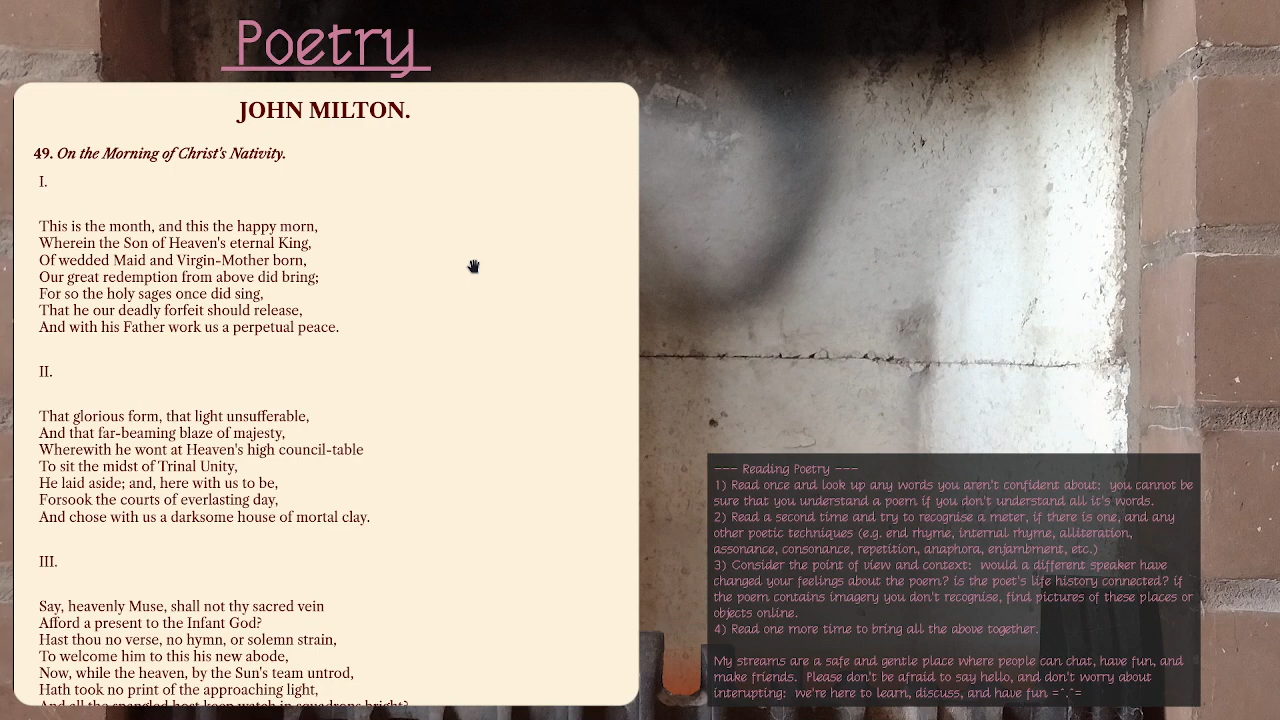 Poetry
JOHN MILTON.
49. On the Morning of Christ's Nativity.
I.
This is the month, and this the happy morn,
Wherein the Son of Heaven's eternal King,
Of wedded Maid and Virgin-Mother born,
Our great redemption from above did bring;
For so the holy sages once did sing,
That he our deadly forfeit should release,
And with his Father work us a perpetual peace.
II.
That glorious form, that light unsufferable,
And that far-beaming blaze of majesty,
Wherewith he wont at Heaven's high council-table
To sit the midst of Trinal Unity,
He laid aside; and, here with us to be,
Forsook the courts of everlasting day,
And chose with us a darksome house of mortal clay.
III.
Say, heavenly Muse, shall not thy sacred vein
Afford a present to the Infant God?
Hast thou no verse, no hymn, or solemn strain,
To welcome him to this his new abode,
Now, while the heaven, by the Sun's team untrod,
Hath took no print of the approaching light,
And all the spangled host keep watch in squadrons bright?
--- Reading Poetry ---
1) Read once and look up any words you aren't confident about: you cannot be
sure that you understand a poem if you don't understand all it's words.
2) Read a second time and try to recognise a meter, if there is one, and any
other poetic techniques (e.g. end rhyme, internal rhyme, alliteration,
assonance, consonance, repetition, anaphora, enjambment, etc.)
3) Consider the point of view and context: would a different speaker have
changed your feelings about the poem? is the poet's life history connected? if
the poem contains imagery you don't recognise, find pictures of these places or
objects online.
4) Read one more time to bring all the above together.
My streams are a safe and gentle place where people can chat, have fun, and
make friends. Please don't be afraid to say hello, and don't worry about
interupting: we're here to learn, discuss, and have fun =^.^=